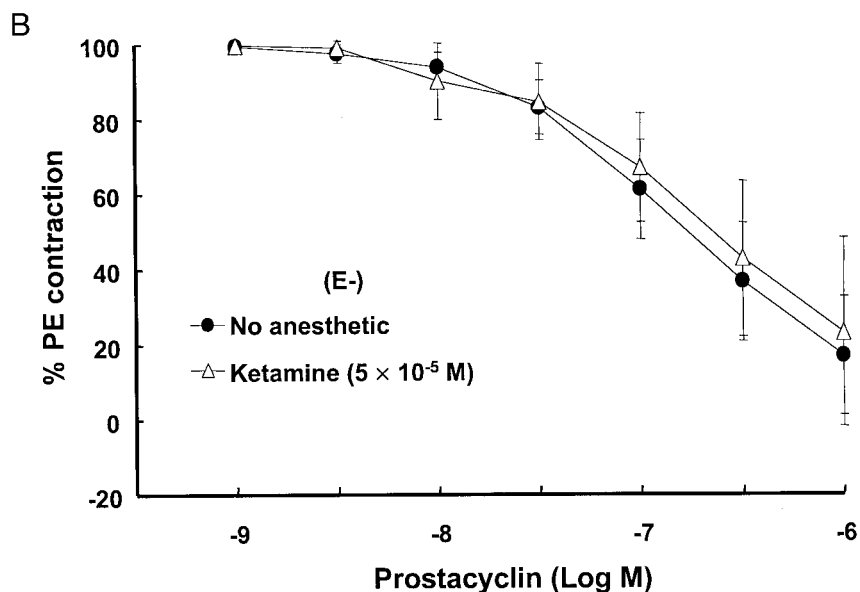 B
100
80
60
40
20
0
-20
% PE contraction
(E-)
No anesthetic
Ketamine (5 × 10⁻⁵ M)
-9 -8 -7 -6
Prostacyclin (Log M)